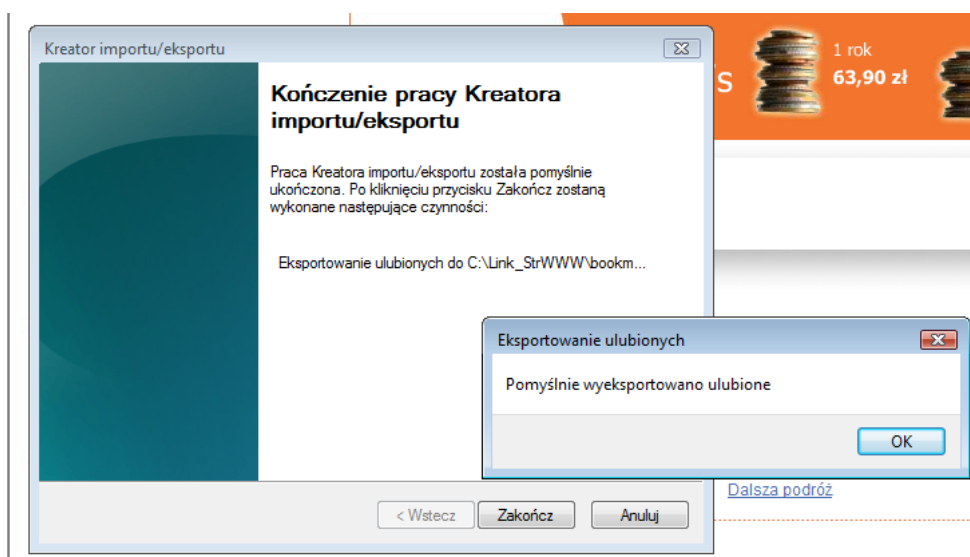 Kreator importu/eksportu
Kończenie pracy Kreatora
importu/eksportu
Praca Kreatora importu/eksportu została pomyślnie
ukończona. Po kliknięciu przycisku Zakończ zostaną
wykonane następujące czynności:
Eksportowanie ulubionych do C:\Link_StrWWW\bookm...
< Wstecz
Zakończ
Anuluj
Eksportowanie ulubionych
Pomyślnie wyeksportowano ulubione
OK
1 rok
63,90 zł
Dalsza podróż